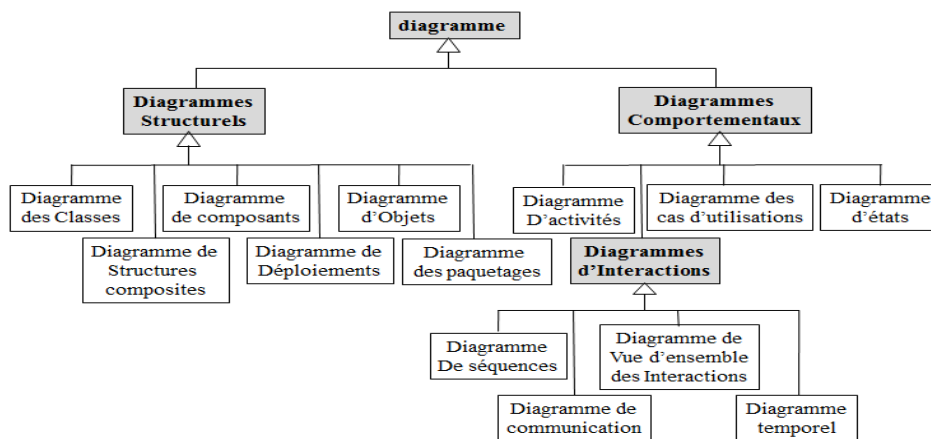 diagramme
Diagrammes
Structurels
Diagrammes
Comportementaux
Diagramme
des Classes
Diagramme
de composants
Diagramme
d'Objets
Diagramme
D'activités
Diagramme des
cas d'utilisations
Diagramme
d'états
Diagramme de
Structures
composites
Diagramme de
Déploiements
Diagramme
des paquetages
Diagrammes
d'Interactions
Diagramme
De séquences
Diagramme de
Vue d'ensemble
des Interactions
Diagramme de
communication
Diagramme
temporel